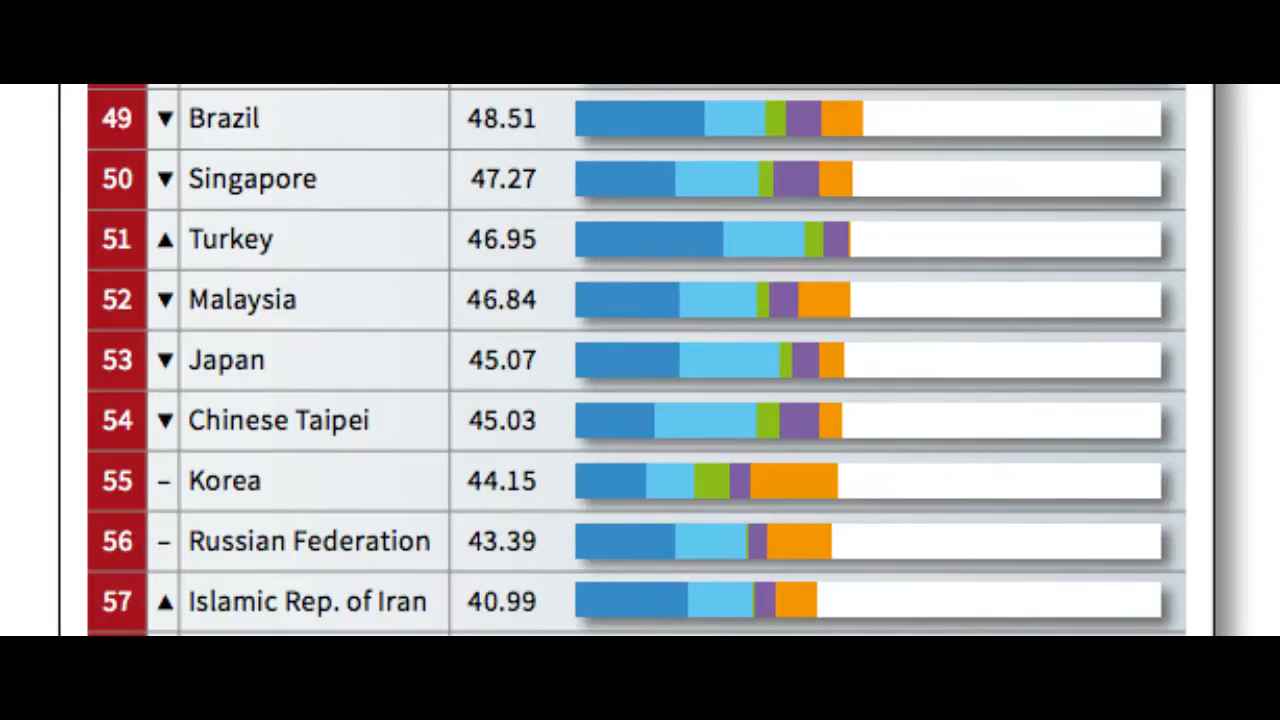 49 ▼ Brazil 48.51
50 ▼ Singapore 47.27
51 ▲ Turkey 46.95
52 ▼ Malaysia 46.84
53 ▼ Japan 45.07
54 ▼ Chinese Taipei 45.03
55 – Korea 44.15
56 – Russian Federation 43.39
57 ▲ Islamic Rep. of Iran 40.99